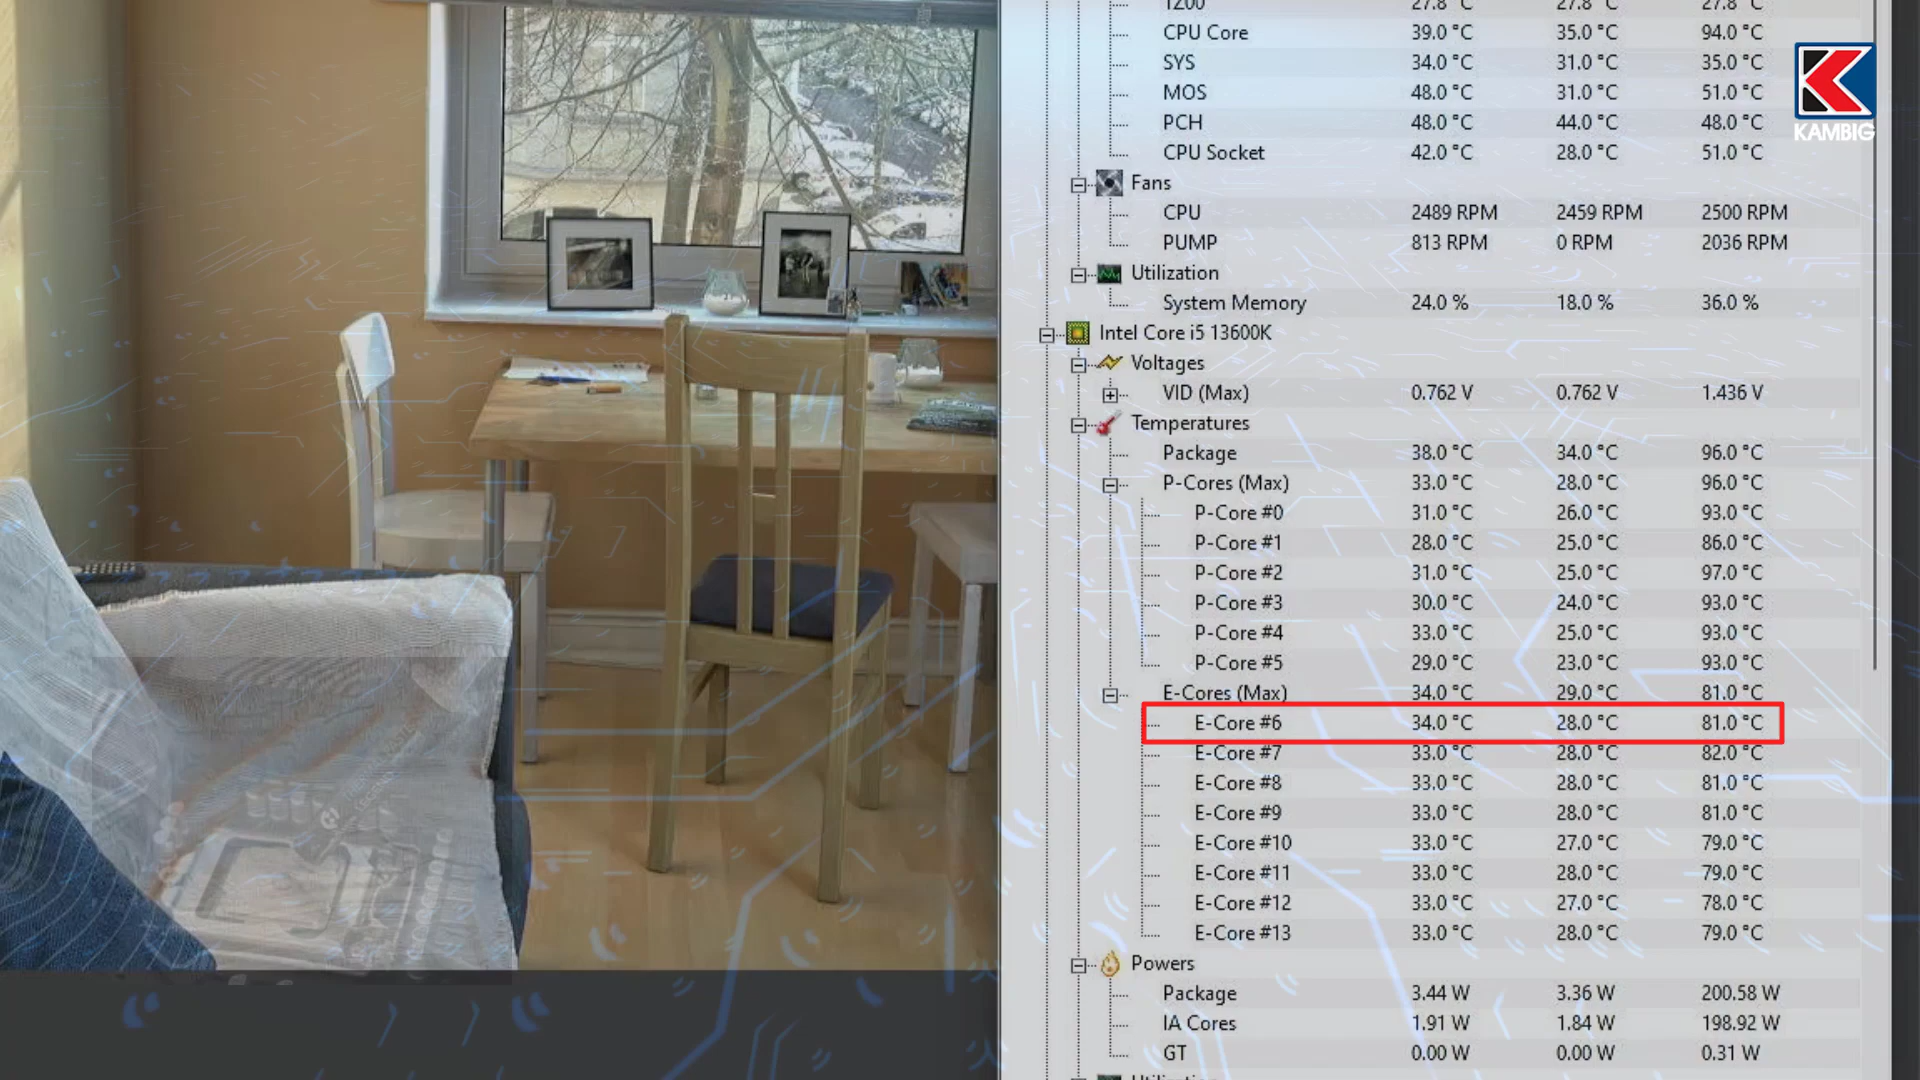 TZ00 27.8 °C 27.8 °C 27.8 °C
CPU Core 39.0 °C 35.0 °C 94.0 °C
SYS 34.0 °C 31.0 °C 35.0 °C
MOS 48.0 °C 31.0 °C 51.0 °C
PCH 48.0 °C 44.0 °C 48.0 °C
CPU Socket 42.0 °C 28.0 °C 51.0 °C
KAMBIG
Fans
CPU 2489 RPM 2459 RPM 2500 RPM
PUMP 813 RPM 0 RPM 2036 RPM
Utilization
System Memory 24.0 % 18.0 % 36.0 %
Intel Core i5 13600K
Voltages
VID (Max) 0.762 V 0.762 V 1.436 V
Temperatures
Package 38.0 °C 34.0 °C 96.0 °C
P-Cores (Max) 33.0 °C 28.0 °C 96.0 °C
P-Core #0 31.0 °C 26.0 °C 93.0 °C
P-Core #1 28.0 °C 25.0 °C 86.0 °C
P-Core #2 31.0 °C 25.0 °C 97.0 °C
P-Core #3 30.0 °C 24.0 °C 93.0 °C
P-Core #4 33.0 °C 25.0 °C 93.0 °C
P-Core #5 29.0 °C 23.0 °C 93.0 °C
E-Cores (Max) 34.0 °C 29.0 °C 81.0 °C
E-Core #6 34.0 °C 28.0 °C 81.0 °C
E-Core #7 33.0 °C 28.0 °C 82.0 °C
E-Core #8 33.0 °C 28.0 °C 81.0 °C
E-Core #9 33.0 °C 28.0 °C 81.0 °C
E-Core #10 33.0 °C 27.0 °C 79.0 °C
E-Core #11 33.0 °C 28.0 °C 79.0 °C
E-Core #12 33.0 °C 27.0 °C 78.0 °C
E-Core #13 33.0 °C 28.0 °C 79.0 °C
Powers
Package 3.44 W 3.36 W 200.58 W
IA Cores 1.91 W 1.84 W 198.92 W
GT 0.00 W 0.00 W 0.31 W